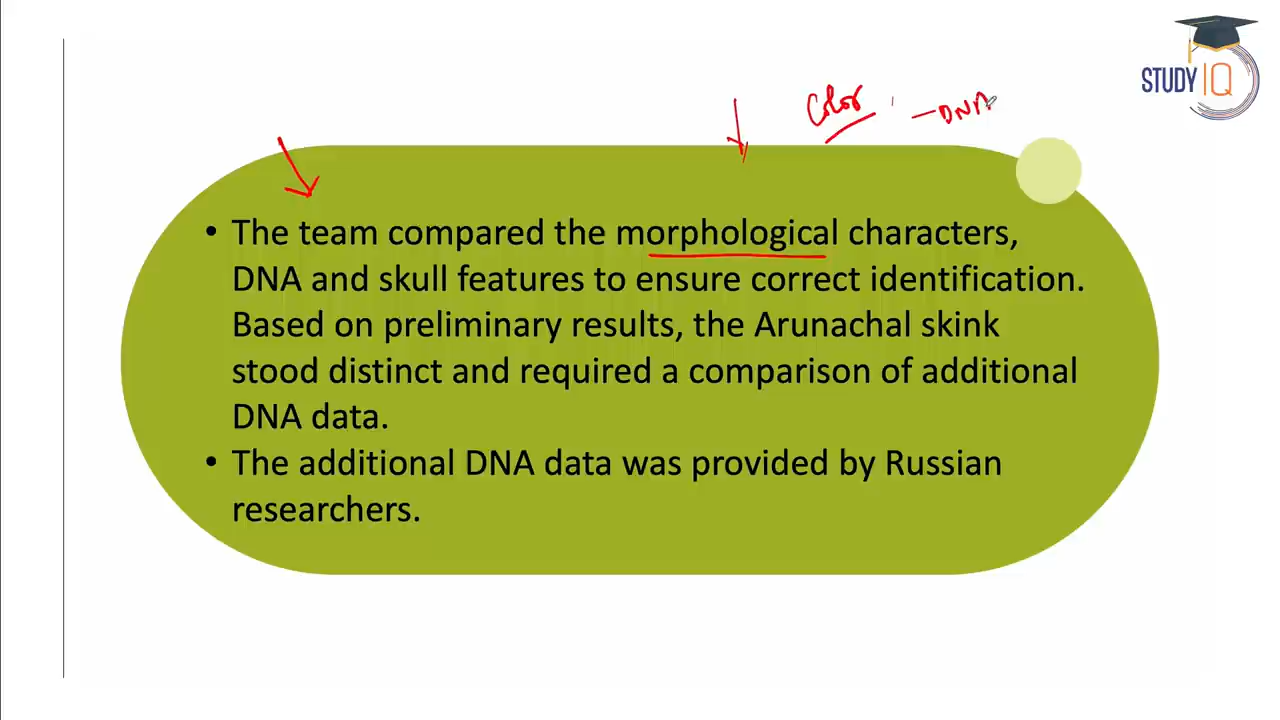 STUDY IQ
Color - DNA
• The team compared the morphological characters,
DNA and skull features to ensure correct identification.
Based on preliminary results, the Arunachal skink
stood distinct and required a comparison of additional
DNA data.
• The additional DNA data was provided by Russian
researchers.